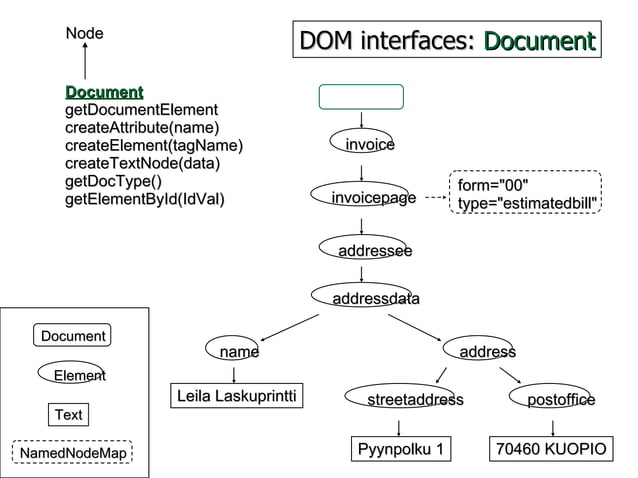 Node
DOM interfaces: Document
Document
getDocumentElement
createAttribute(name)
createElement(tagName)
createTextNode(data)
getDocType()
getElementById(IdVal)
invoice
invoicepage
form="00"
type="estimatedbill"
addressee
addressdata
name
address
Leila Laskuprintti
streetaddress
postoffice
Pyynpolku 1
70460 KUOPIO
Document
Element
Text
NamedNodeMap